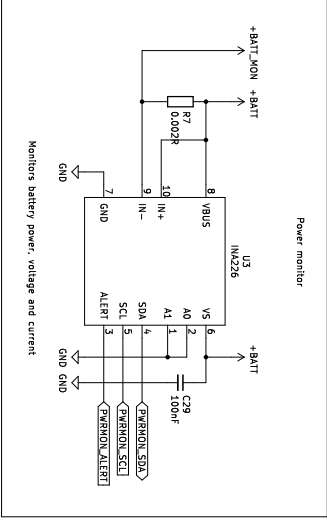 Power monitor
+BATT_MON
+BATT
+BATT
R7
0.002R
U3
INA226
8
VBUS
VS
6
10
IN+
A0
2
9
IN-
A1
1
SDA
4
PWRMON_SDA
SCL
5
PWRMON_SCL
7
GND
ALERT
3
PWRMON_ALERT
C29
100nF
GND
GND
GND
Monitors battery power, voltage and current